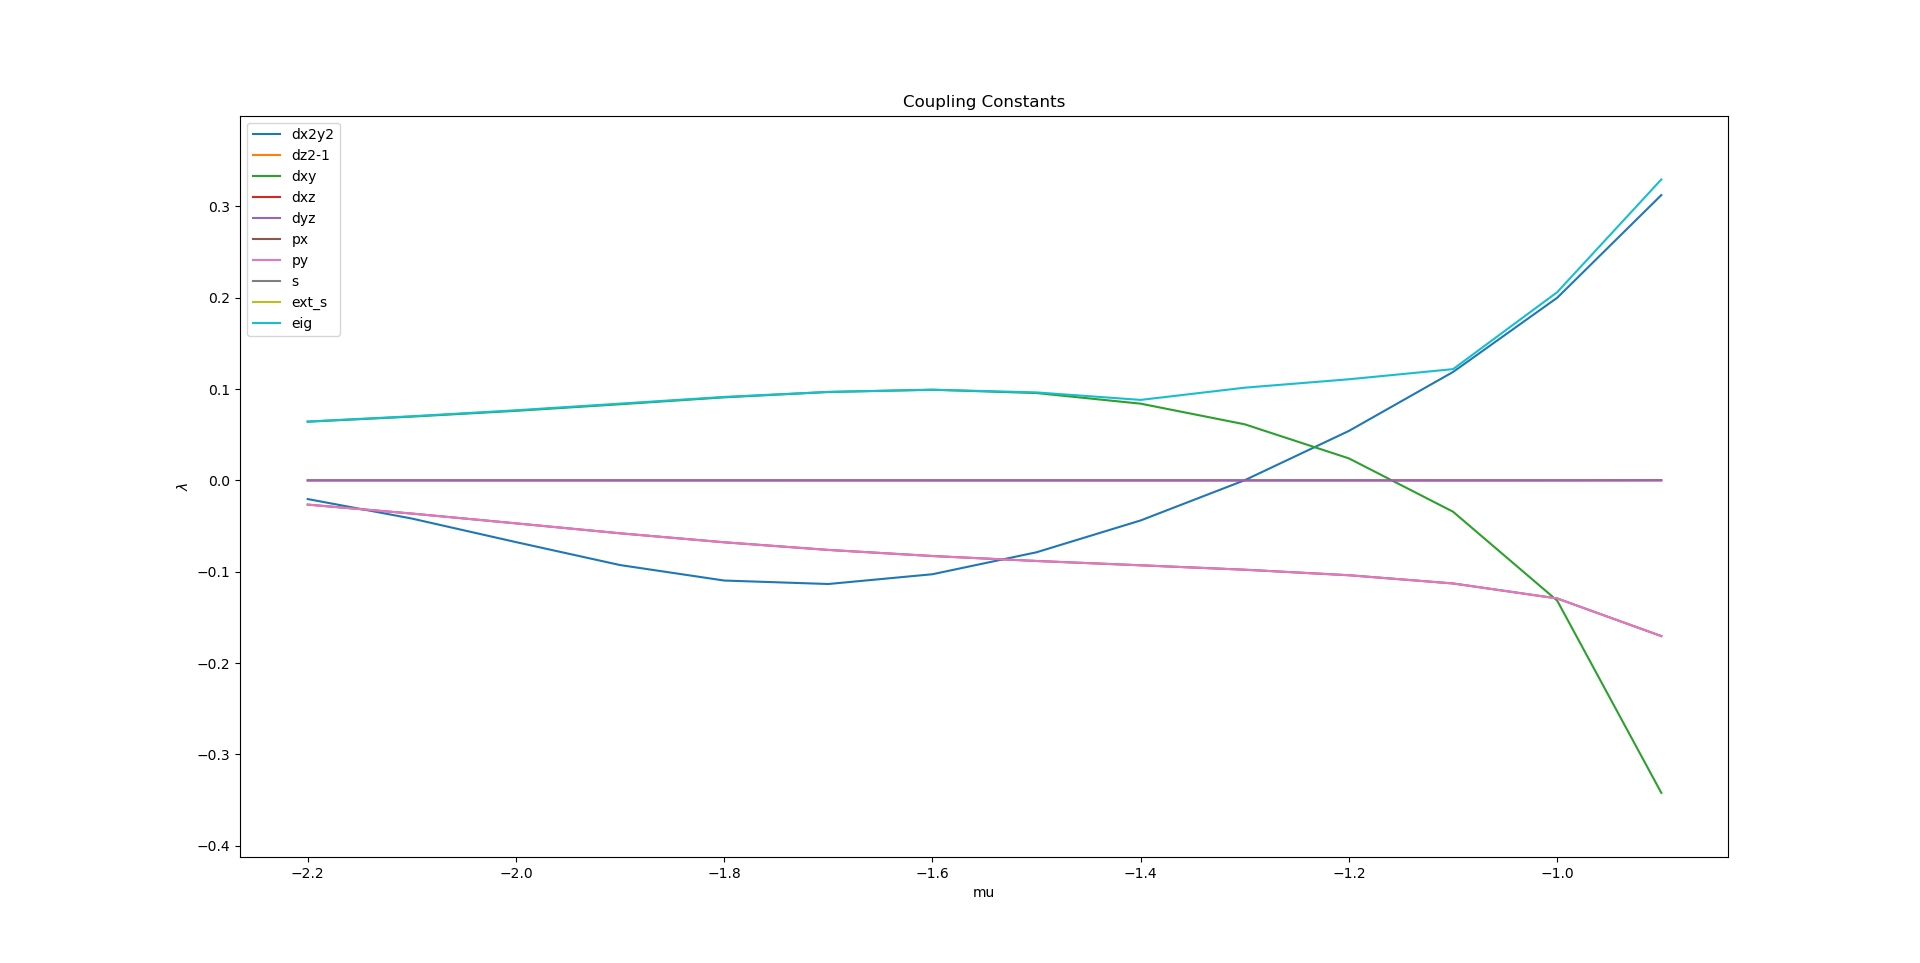 Coupling Constants
dx2y2
dz2-1
dxy
dxz
dyz
px
py
s
ext_s
eig
0.3
0.2
0.1
0.0
−0.1
−0.2
−0.3
−0.4
λ
−2.2 −2.0 −1.8 −1.6 −1.4 −1.2 −1.0
mu